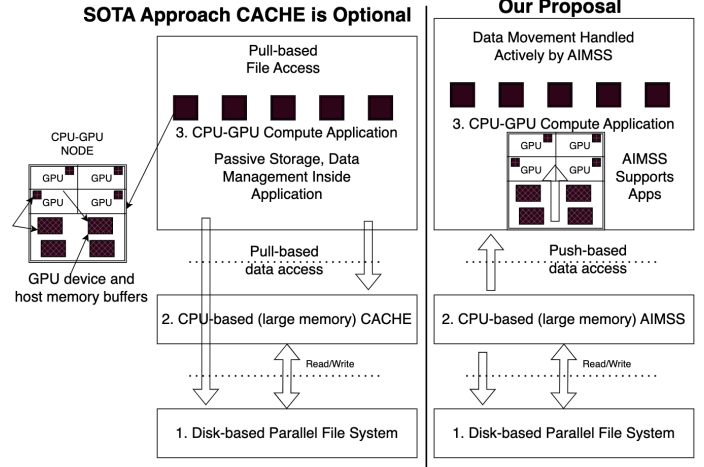 SOTA Approach CACHE is Optional
Pull-based
File Access
3. CPU-GPU Compute Application
Passive Storage, Data
Management Inside
Application
CPU-GPU
NODE
GPU GPU
GPU GPU
GPU device and
host memory buffers
Pull-based
data access
2. CPU-based (large memory) CACHE
Read/Write
1. Disk-based Parallel File System
Our Proposal
Data Movement Handled
Actively by AIMSS
3. CPU-GPU Compute Application
GPU GPU
GPU GPU
AIMSS
Supports
Apps
Push-based
data access
2. CPU-based (large memory) AIMSS
Read/Write
1. Disk-based Parallel File System